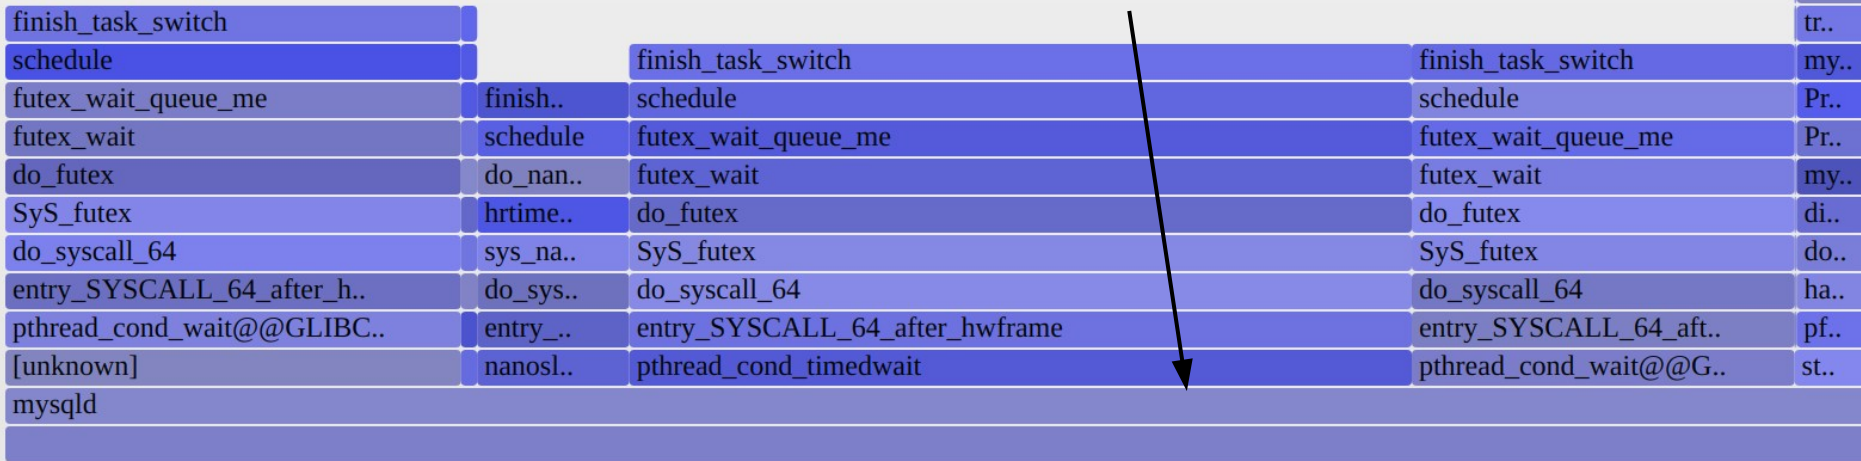 finish_task_switch tr..
schedule finish_task_switch finish_task_switch my..
futex_wait_queue_me finish.. schedule schedule Pr..
futex_wait schedule futex_wait_queue_me futex_wait_queue_me Pr..
do_futex do_nan.. futex_wait futex_wait my..
SyS_futex hrtime.. do_futex do_futex di..
do_syscall_64 sys_na.. SyS_futex SyS_futex do..
entry_SYSCALL_64_after_h.. do_sys.. do_syscall_64 do_syscall_64 ha..
pthread_cond_wait@@GLIBC.. entry_.. entry_SYSCALL_64_after_hwframe entry_SYSCALL_64_aft.. pf..
[unknown] nanosl.. pthread_cond_timedwait pthread_cond_wait@@G.. st..
mysqld